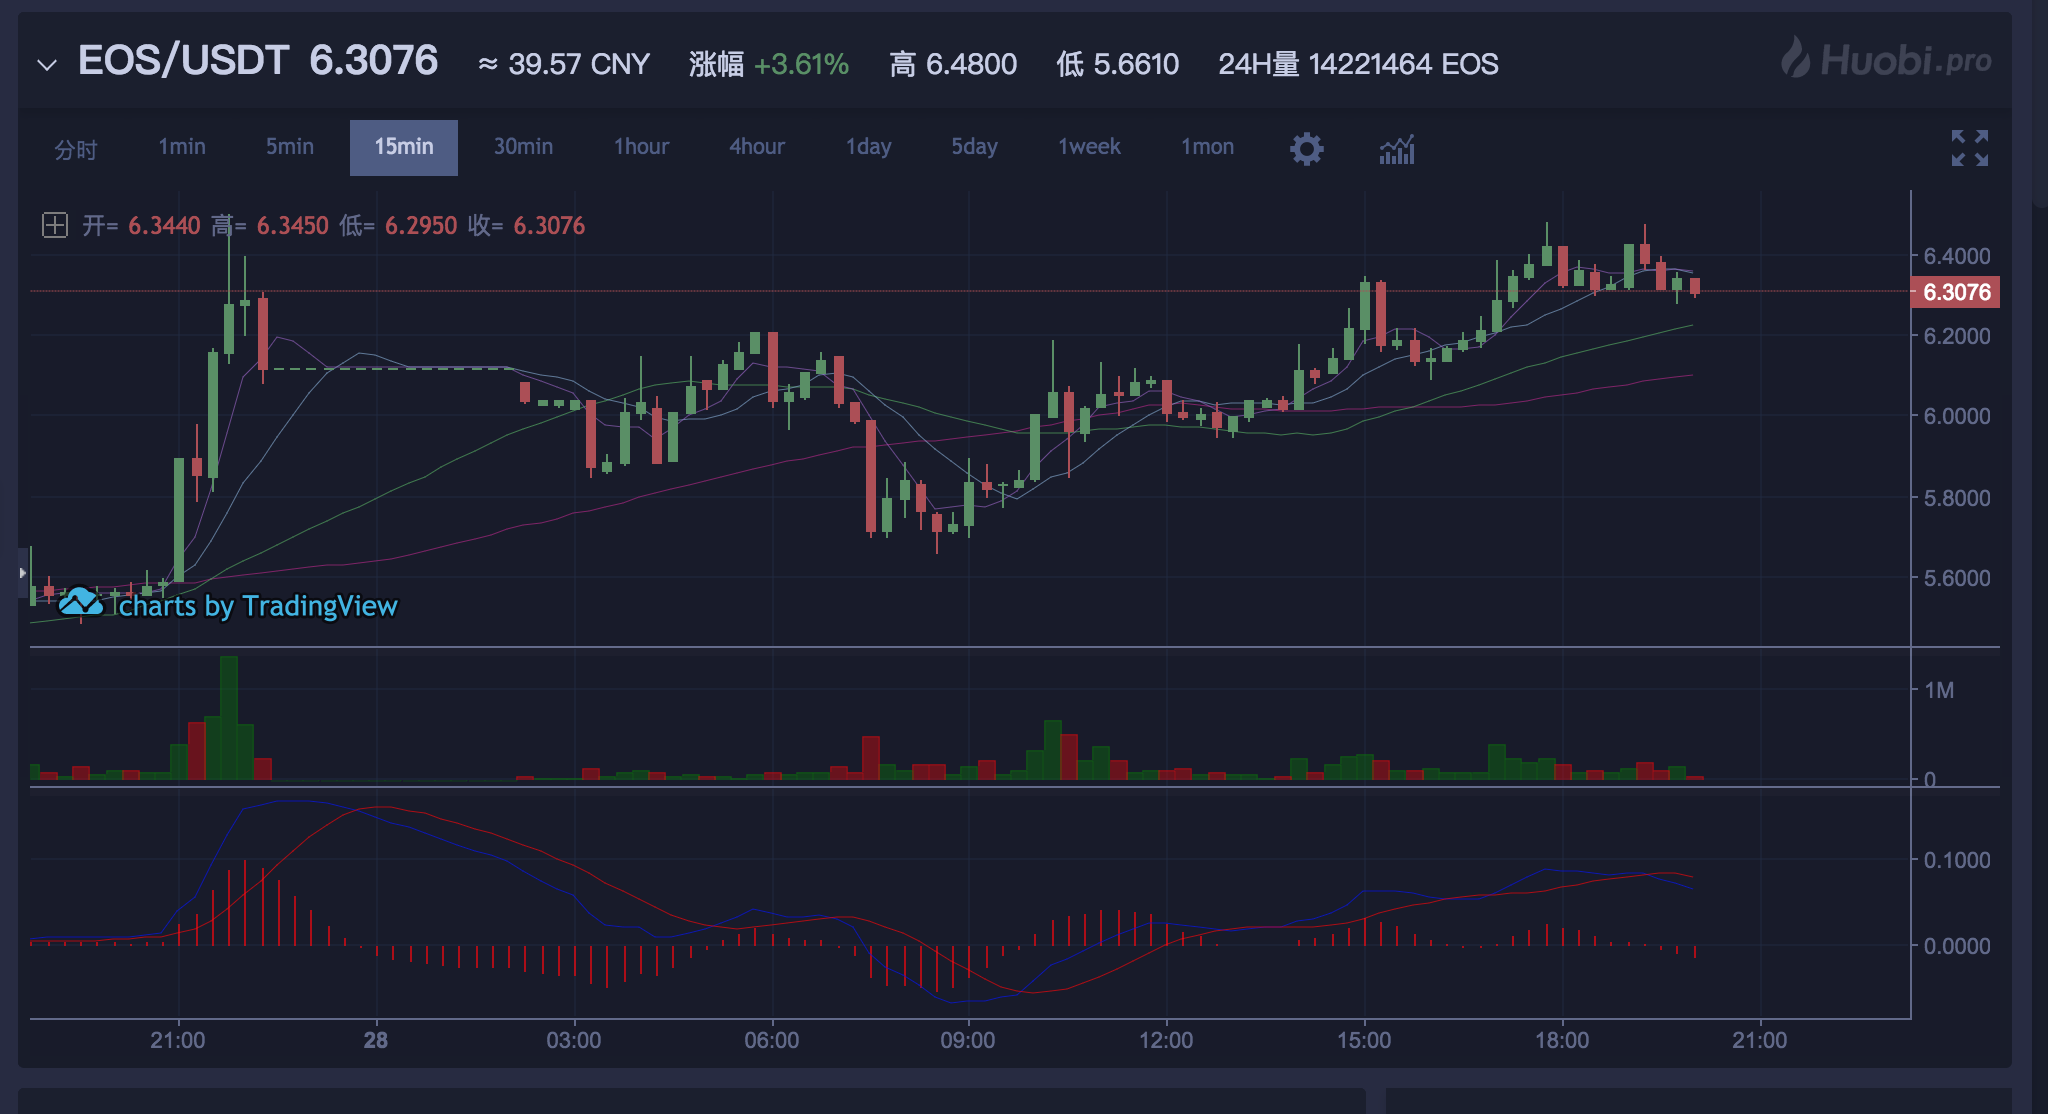 EOS/USDT 6.3076 ≈ 39.57 CNY 涨幅 +3.61% 高 6.4800 低 5.6610 24H量 14221464 EOS Huobi.pro
分时 1min 5min 15min 30min 1hour 4hour 1day 5day 1week 1mon
开= 6.3440 高= 6.3450 低= 6.2950 收= 6.3076
6.4000
6.3076
6.2000
6.0000
5.8000
5.6000
charts by TradingView
1M
0
0.1000
0.0000
21:00 28 03:00 06:00 09:00 12:00 15:00 18:00 21:00